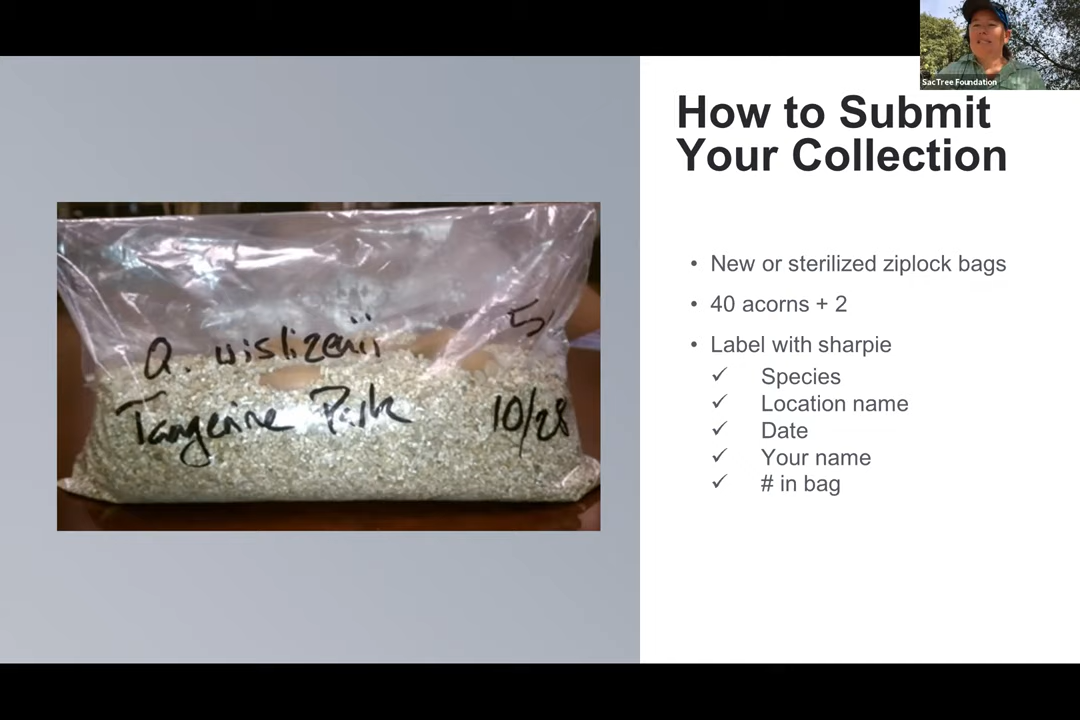 SacTree Foundation
How to Submit
Your Collection
• New or sterilized ziplock bags
• 40 acorns + 2
• Label with sharpie
✓ Species
✓ Location name
✓ Date
✓ Your name
✓ # in bag
Q. wislizenii
5
Tangerine Park
10/28